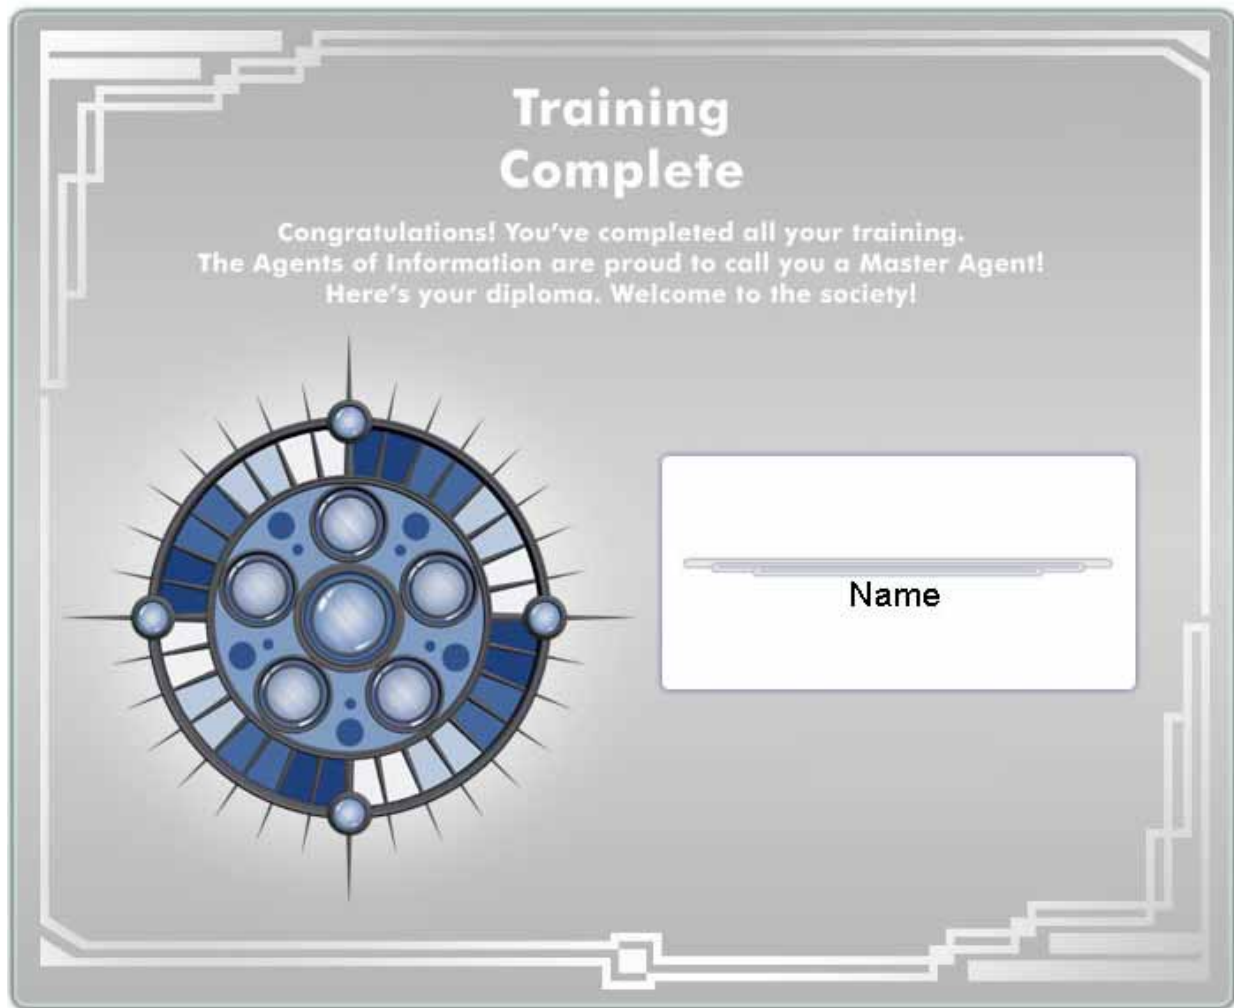 Training
Complete
Congratulations! You've completed all your training.
The Agents of Information are proud to call you a Master Agent!
Here's your diploma. Welcome to the society!
Name